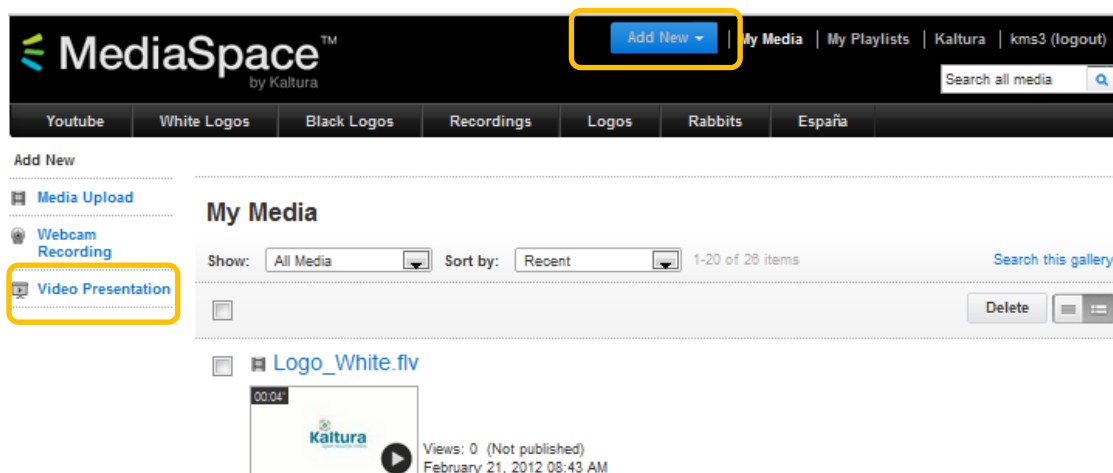 MediaSpace™
by Kaltura
Add New
My Media | My Playlists | Kaltura | kms3 (logout)
Search all media
Youtube White Logos Black Logos Recordings Logos Rabbits España
Add New
Media Upload
Webcam
Recording
Video Presentation
My Media
Show: All Media Sort by: Recent 1-20 of 26 items Search this gallery
Delete
Logo_White.flv
00:04"
Kaltura
Views: 0 (Not published)
February 21, 2012 08:43 AM